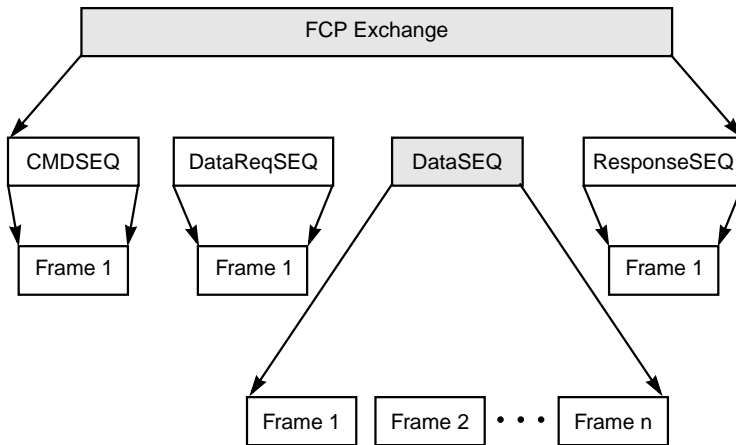 FCP Exchange
CMDSEQ
DataReqSEQ
DataSEQ
ResponseSEQ
Frame 1
Frame 1
Frame 1
Frame 1
Frame 2
• • •
Frame n